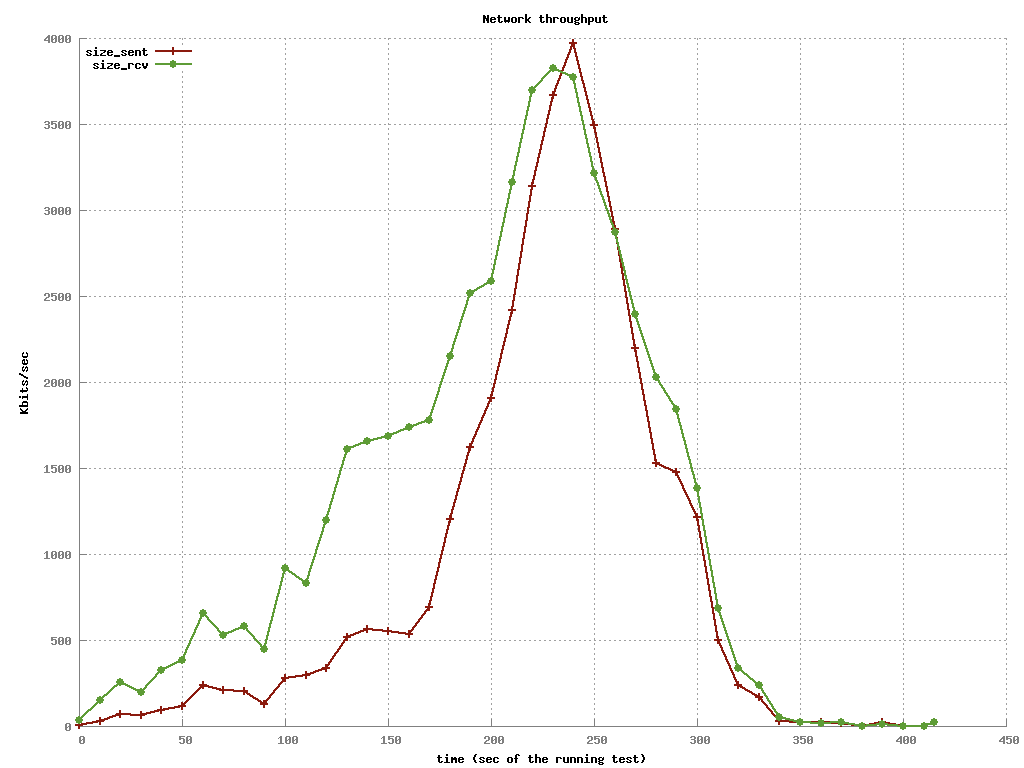 Network throughput
size_sent
size_rcv
4000
3500
3000
2500
2000
1500
1000
500
0
Kbits/sec
0 50 100 150 200 250 300 350 400 450
time (sec of the running test)